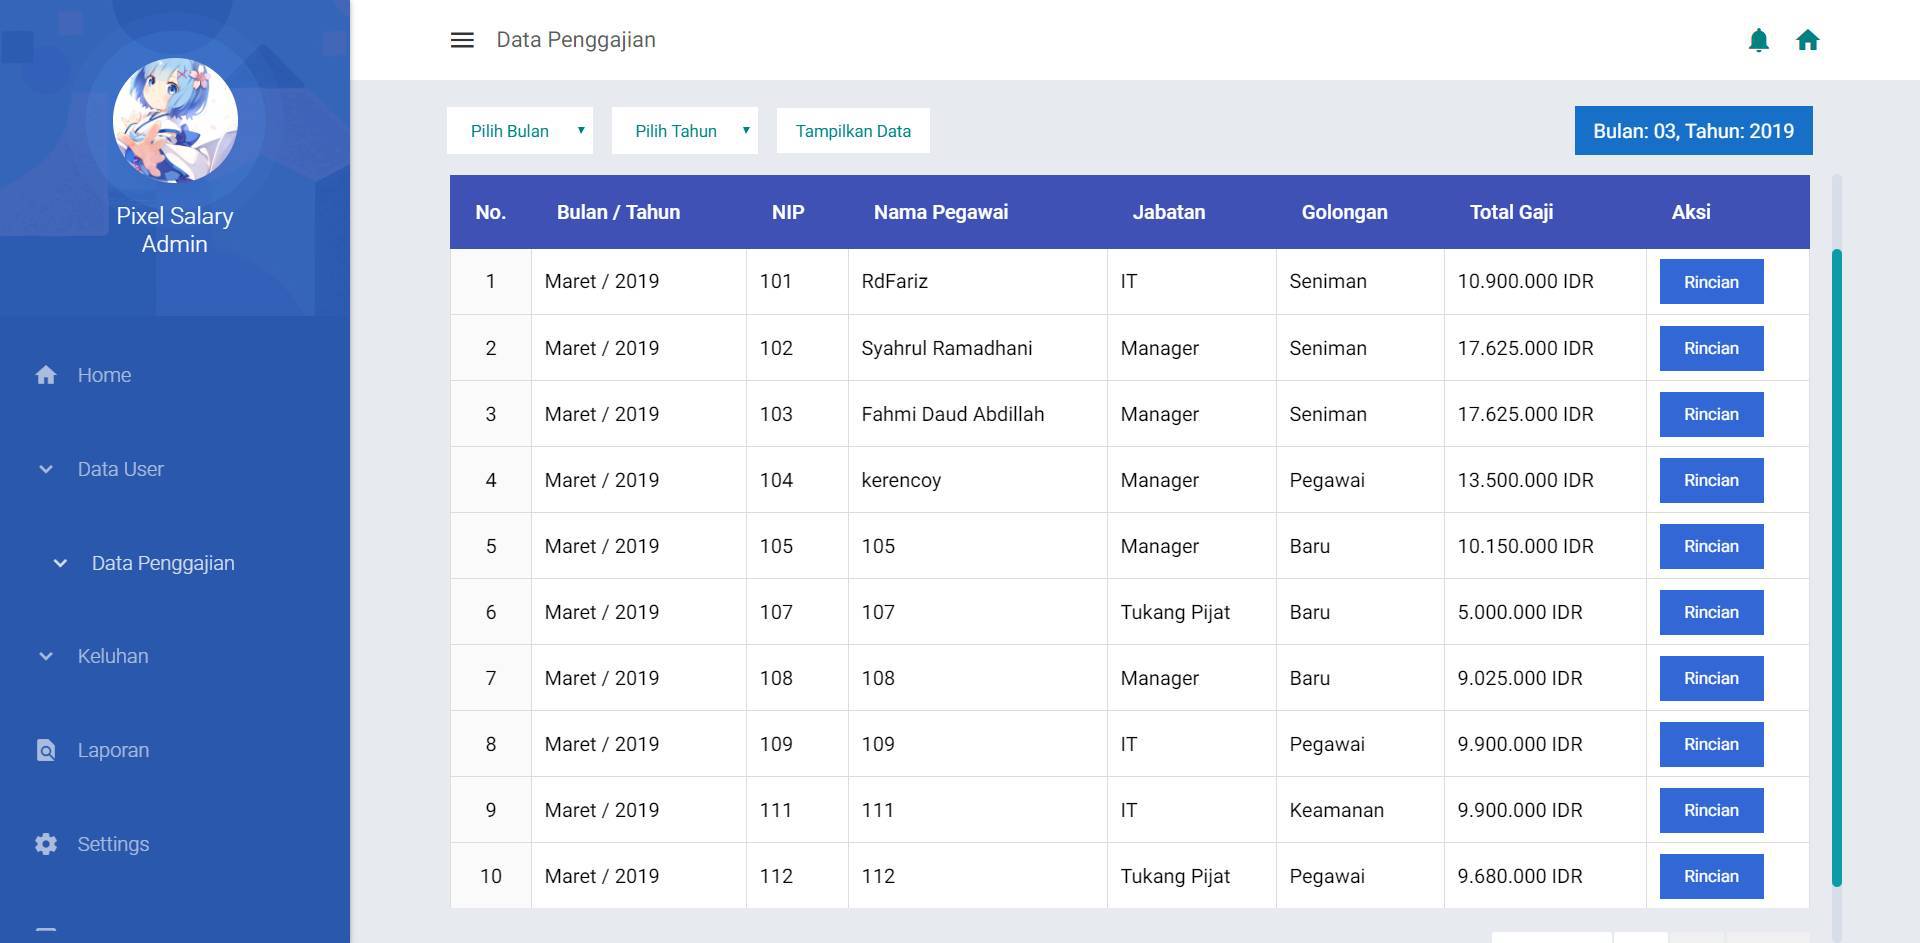 Pixel Salary
Admin
Home
Data User
Data Penggajian
Keluhan
Laporan
Settings
Data Penggajian
Pilih Bulan
Pilih Tahun
Tampilkan Data
Bulan: 03, Tahun: 2019
No. Bulan / Tahun NIP Nama Pegawai Jabatan Golongan Total Gaji Aksi
1 Maret / 2019 101 RdFariz IT Seniman 10.900.000 IDR Rincian
2 Maret / 2019 102 Syahrul Ramadhani Manager Seniman 17.625.000 IDR Rincian
3 Maret / 2019 103 Fahmi Daud Abdillah Manager Seniman 17.625.000 IDR Rincian
4 Maret / 2019 104 kerencoy Manager Pegawai 13.500.000 IDR Rincian
5 Maret / 2019 105 105 Manager Baru 10.150.000 IDR Rincian
6 Maret / 2019 107 107 Tukang Pijat Baru 5.000.000 IDR Rincian
7 Maret / 2019 108 108 Manager Baru 9.025.000 IDR Rincian
8 Maret / 2019 109 109 IT Pegawai 9.900.000 IDR Rincian
9 Maret / 2019 111 111 IT Keamanan 9.900.000 IDR Rincian
10 Maret / 2019 112 112 Tukang Pijat Pegawai 9.680.000 IDR Rincian